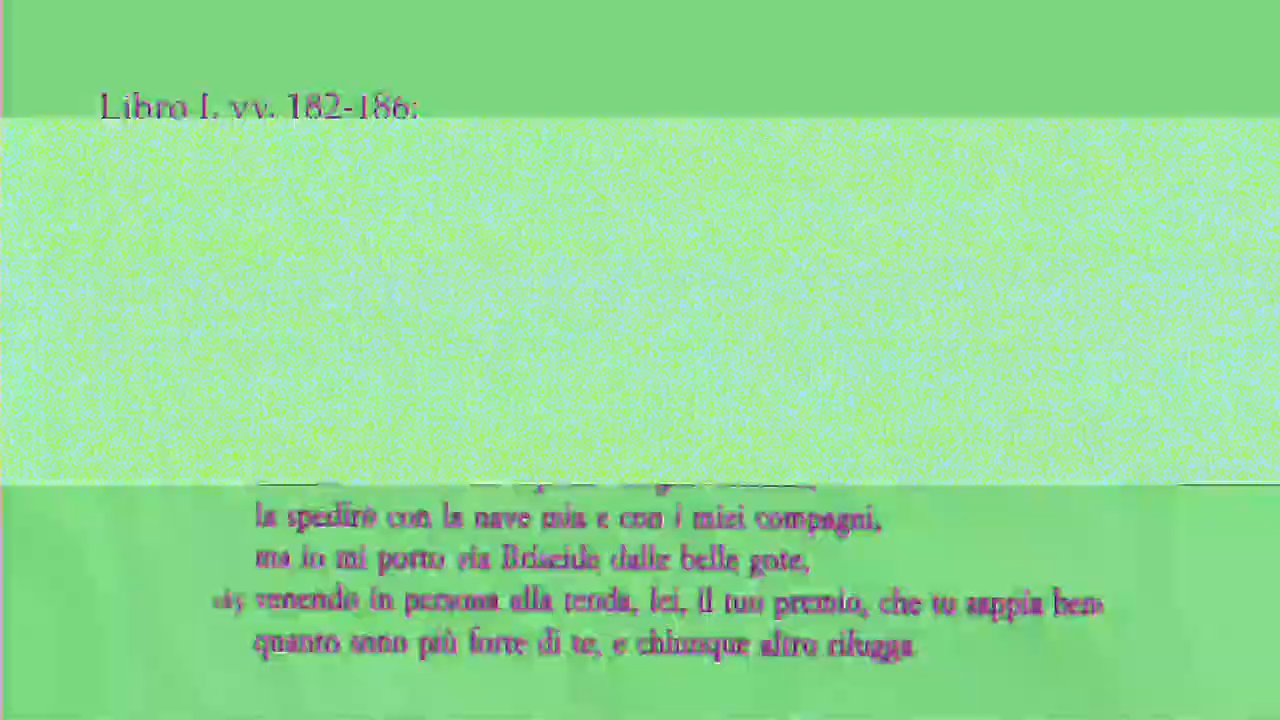 Libro I, vv. 182-186:
la spedirò con la nave mia e con i miei compagni,
ma io mi porto via Briseide dalle belle gote,
venendo in persona alla tenda, lei, il tuo premio, che tu sappia bene
quanto sono più forte di te, e chiunque altro rifugga